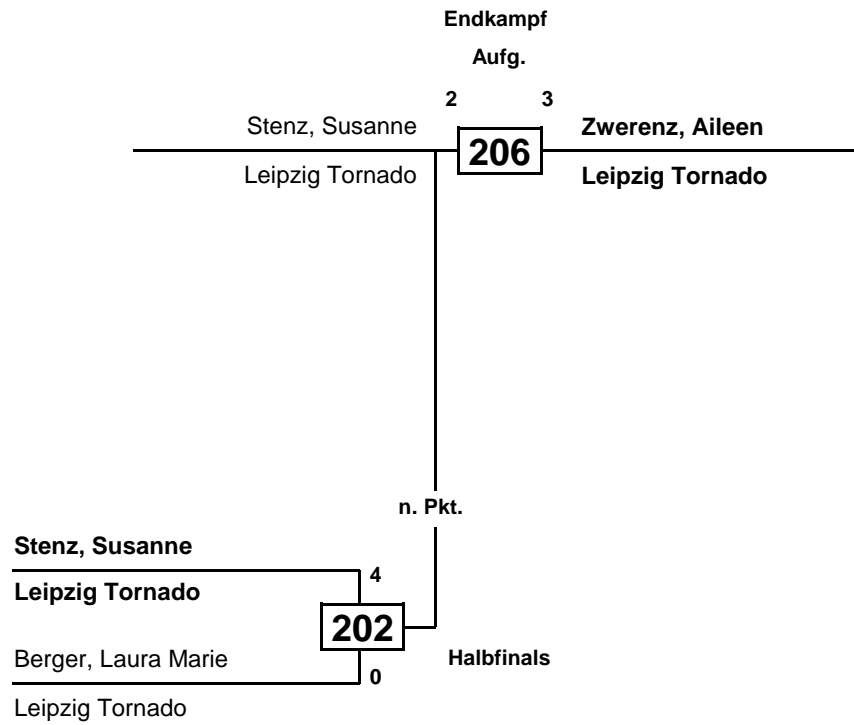 Endkampf
Aufg.
2 3
Stenz, Susanne 206 Zwerenz, Aileen
Leipzig Tornado Leipzig Tornado
n. Pkt.
Stenz, Susanne
4
Leipzig Tornado
202
Berger, Laura Marie Halbfinals
0
Leipzig Tornado